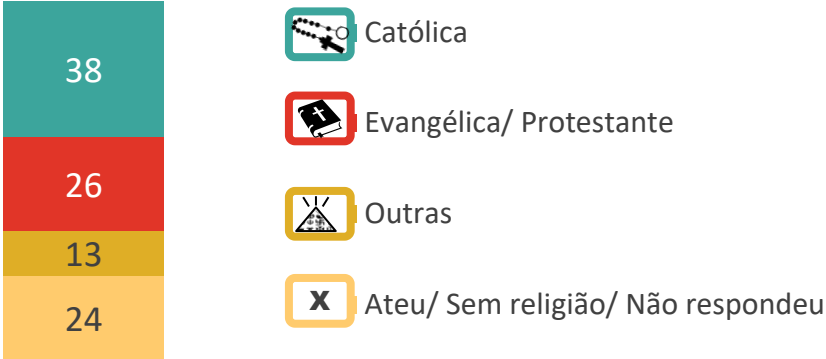 38
26
13
24
Católica
Evangélica/ Protestante
Outras
x Ateu/ Sem religião/ Não respondeu